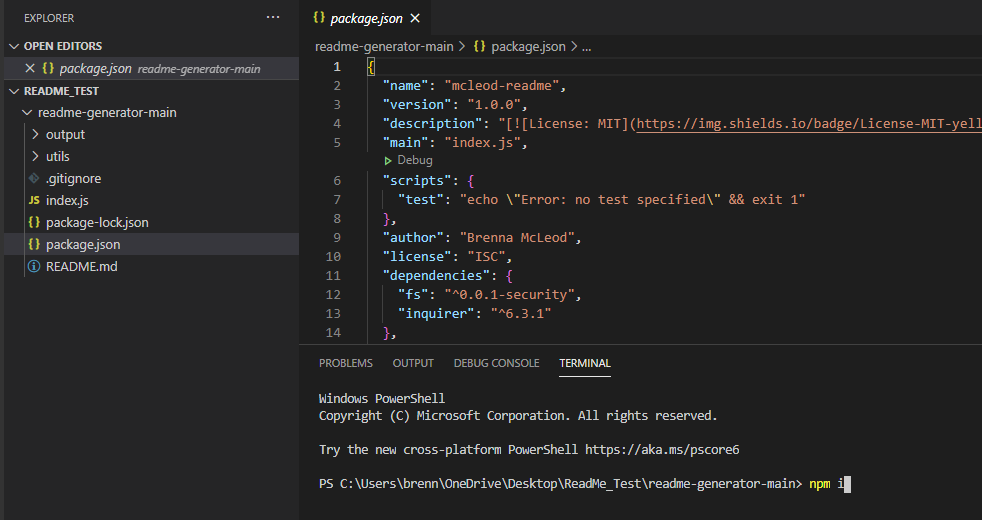 EXPLORER
...
OPEN EDITORS
package.json readme-generator-main
README_TEST
readme-generator-main
output
utils
.gitignore
JS index.js
{} package-lock.json
{} package.json
README.md
{} package.json
readme-generator-main > {} package.json > ...
1 {
2 "name": "mcleod-readme",
3 "version": "1.0.0",
4 "description": "[![License: MIT](https://img.shields.io/badge/License-MIT-yell
5 "main": "index.js",
Debug
6 "scripts": {
7 "test": "echo \"Error: no test specified\" && exit 1"
8 },
9 "author": "Brenna McLeod",
10 "license": "ISC",
11 "dependencies": {
12 "fs": "^0.0.1-security",
13 "inquirer": "^6.3.1"
14 },
PROBLEMS OUTPUT DEBUG CONSOLE TERMINAL
Windows PowerShell
Copyright (C) Microsoft Corporation. All rights reserved.
Try the new cross-platform PowerShell https://aka.ms/pscore6
PS C:\Users\brenn\OneDrive\Desktop\ReadMe_Test\readme-generator-main> npm i